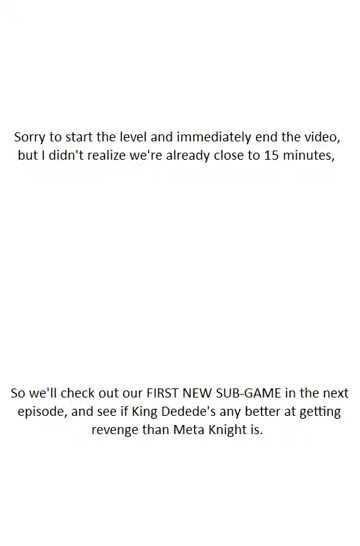 Sorry to start the level and immediately end the video,
but I didn't realize we're already close to 15 minutes,
So we'll check out our FIRST NEW SUB-GAME in the next
episode, and see if King Dedede's any better at getting
revenge than Meta Knight is.